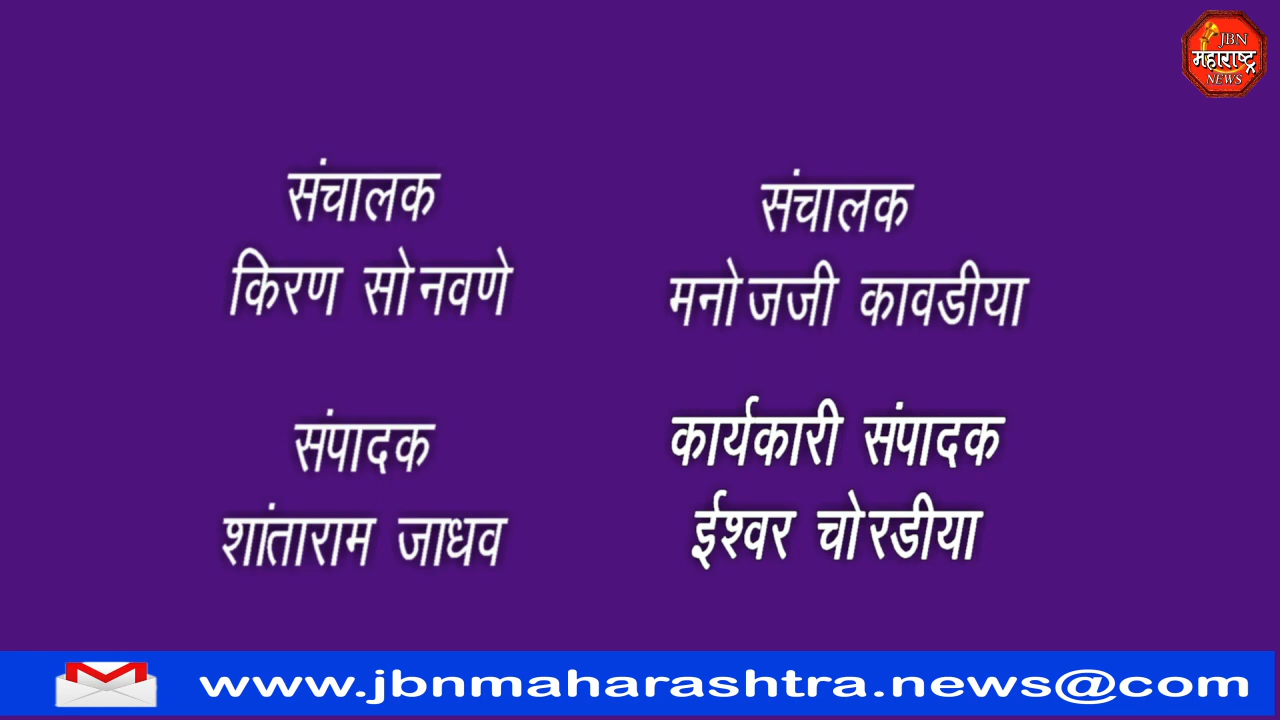 JBN
महाराष्ट्र
NEWS
संचालक
किरण सोनवणे
संचालक
मनोजजी कावडीया
संपादक
शांताराम जाधव
कार्यकारी संपादक
ईश्वर चोरडीया
www.jbnmaharashtra.news@com